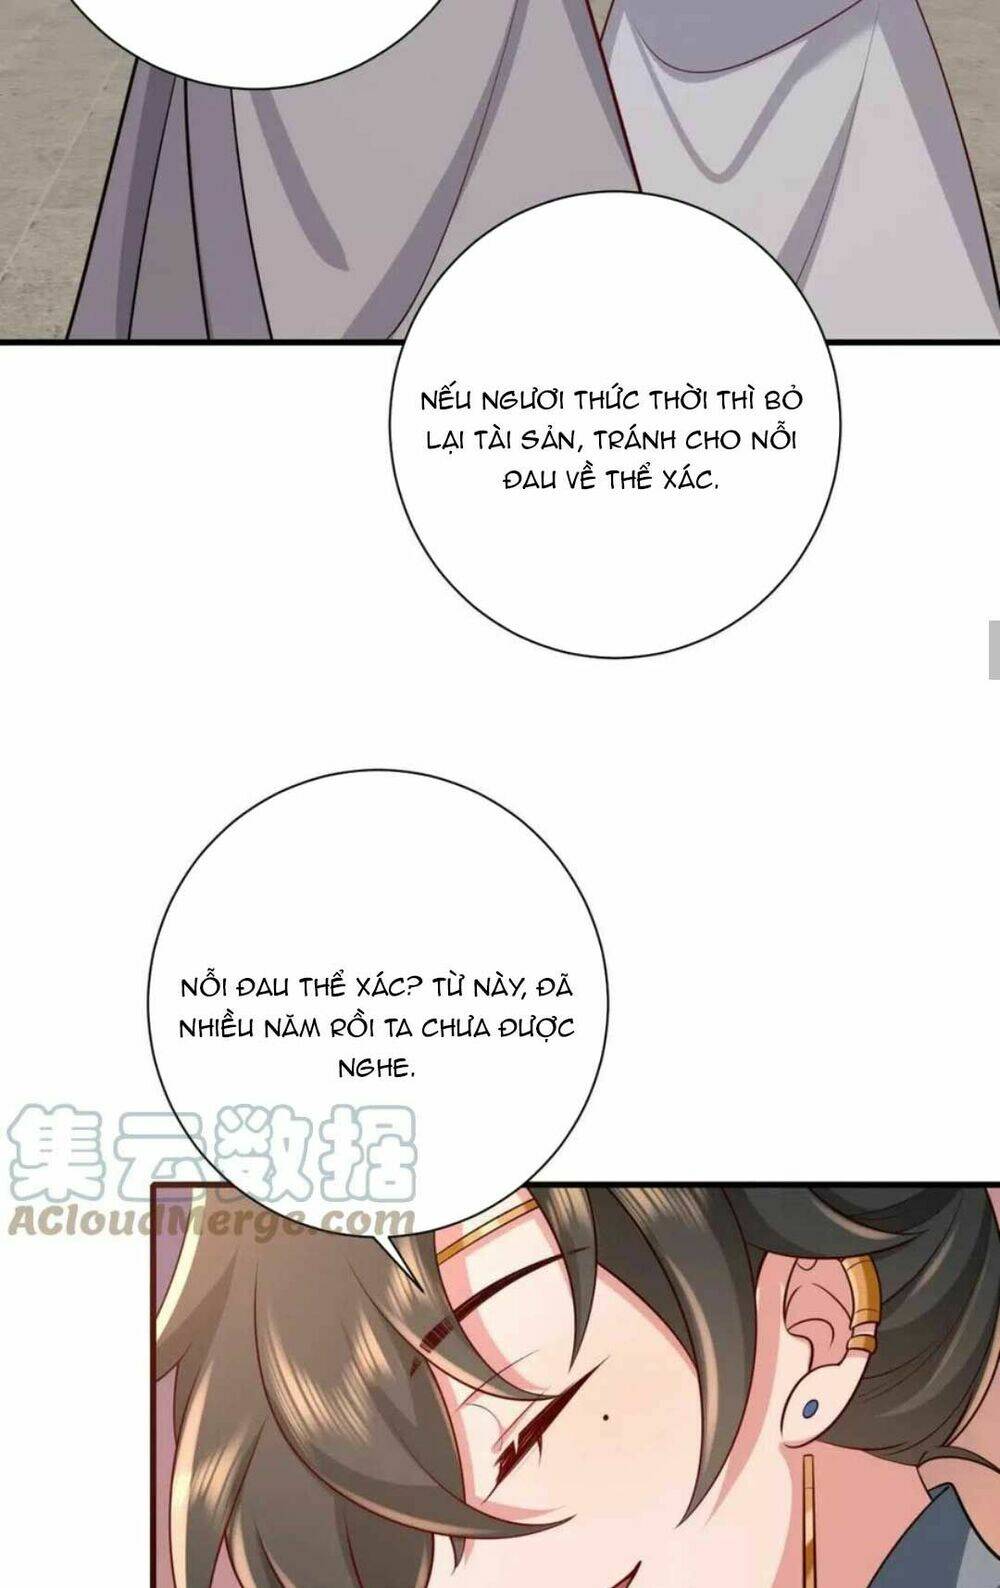 NẾU NGƯƠI THỨC THỜI THÌ BỎ
LẠI TÀI SẢN, TRÁNH CHO NỖI
ĐAU VỀ THỂ XÁC.
NỖI ĐAU THỂ XÁC? TỪ NÀY, ĐÃ
NHIỀU NĂM RỒI TA CHƯA ĐƯỢC
NGHE.
集云数据
ACloudMerge.com